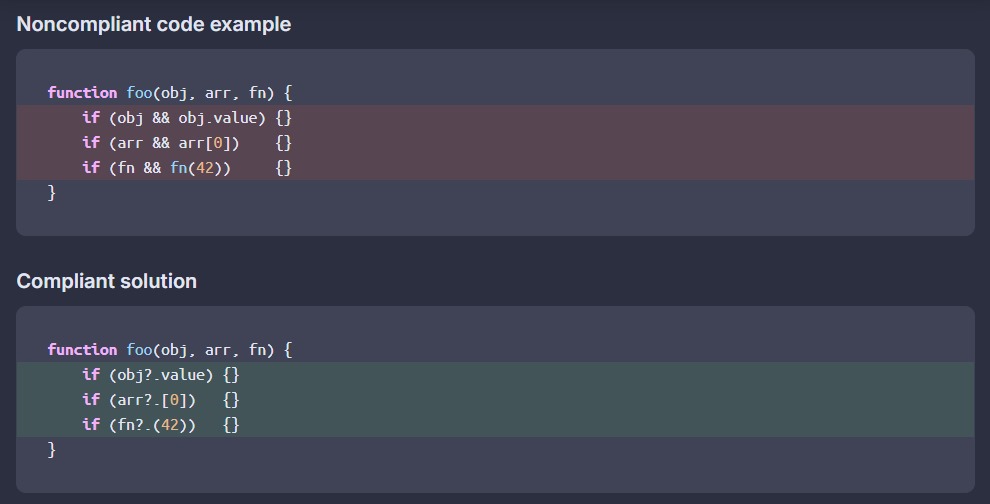 Noncompliant code example
function foo(obj, arr, fn) {
    if (obj && obj.value) {}
    if (arr && arr[0])    {}
    if (fn && fn(42))     {}
}
Compliant solution
function foo(obj, arr, fn) {
    if (obj?.value) {}
    if (arr?.[0])   {}
    if (fn?.(42))   {}
}